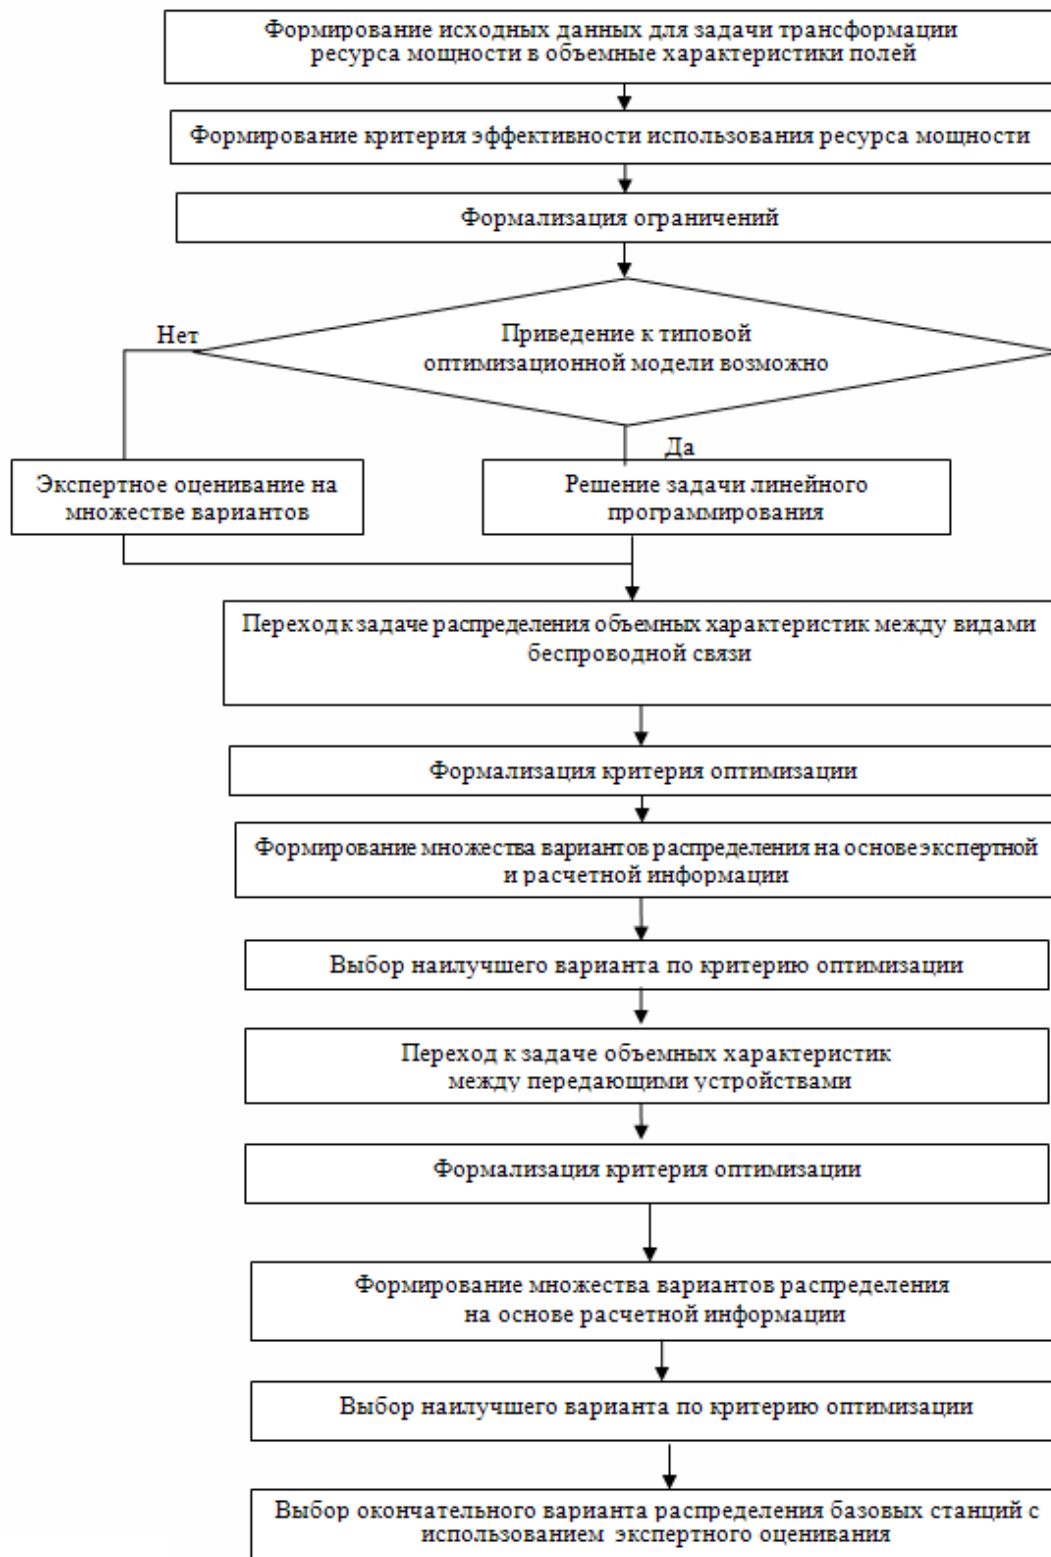 Формирование исходных данных для задачи трансформации
ресурса мощности в объемные характеристики полей
Формирование критерия эффективности использования ресурса мощности
Формализация ограничений
Нет
Приведение к типовой
оптимизационной модели возможно
Да
Экспертное оценивание на
множестве вариантов
Решение задачи линейного
программирования
Переход к задаче распределения объемных характеристик между видами
беспроводной связи
Формализация критерия оптимизации
Формирование множества вариантов распределения на основе экспертной
и расчетной информации
Выбор наилучшего варианта по критерию оптимизации
Переход к задаче объемных характеристик
между передающими устройствами
Формализация критерия оптимизации
Формирование множества вариантов распределения
на основе расчетной информации
Выбор наилучшего варианта по критерию оптимизации
Выбор окончательного варианта распределения базовых станций с
использованием экспертного оценивания